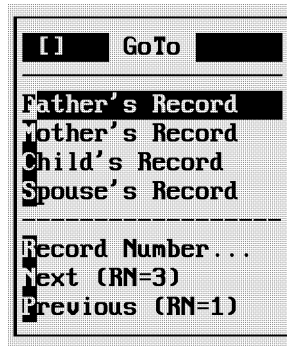 [] GoTo
Father's Record
Mother's Record
Child's Record
Spouse's Record
Record Number...
Next (RN=3)
Previous (RN=1)